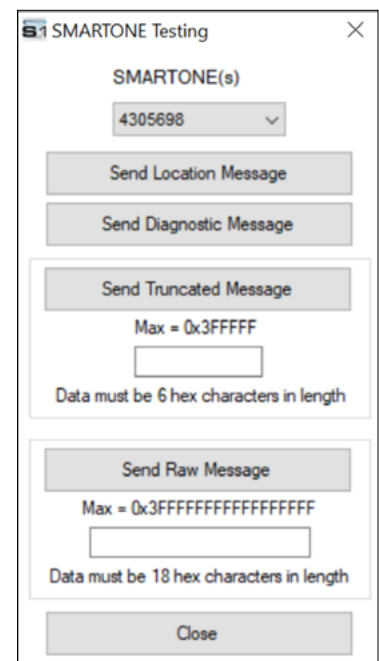 S1 SMARTONE Testing
SMARTONE(s)
4305698
Send Location Message
Send Diagnostic Message
Send Truncated Message
Max = 0x3FFFFF
Data must be 6 hex characters in length
Send Raw Message
Max = 0x3FFFFFFFFFFFFFFFFF
Data must be 18 hex characters in length
Close